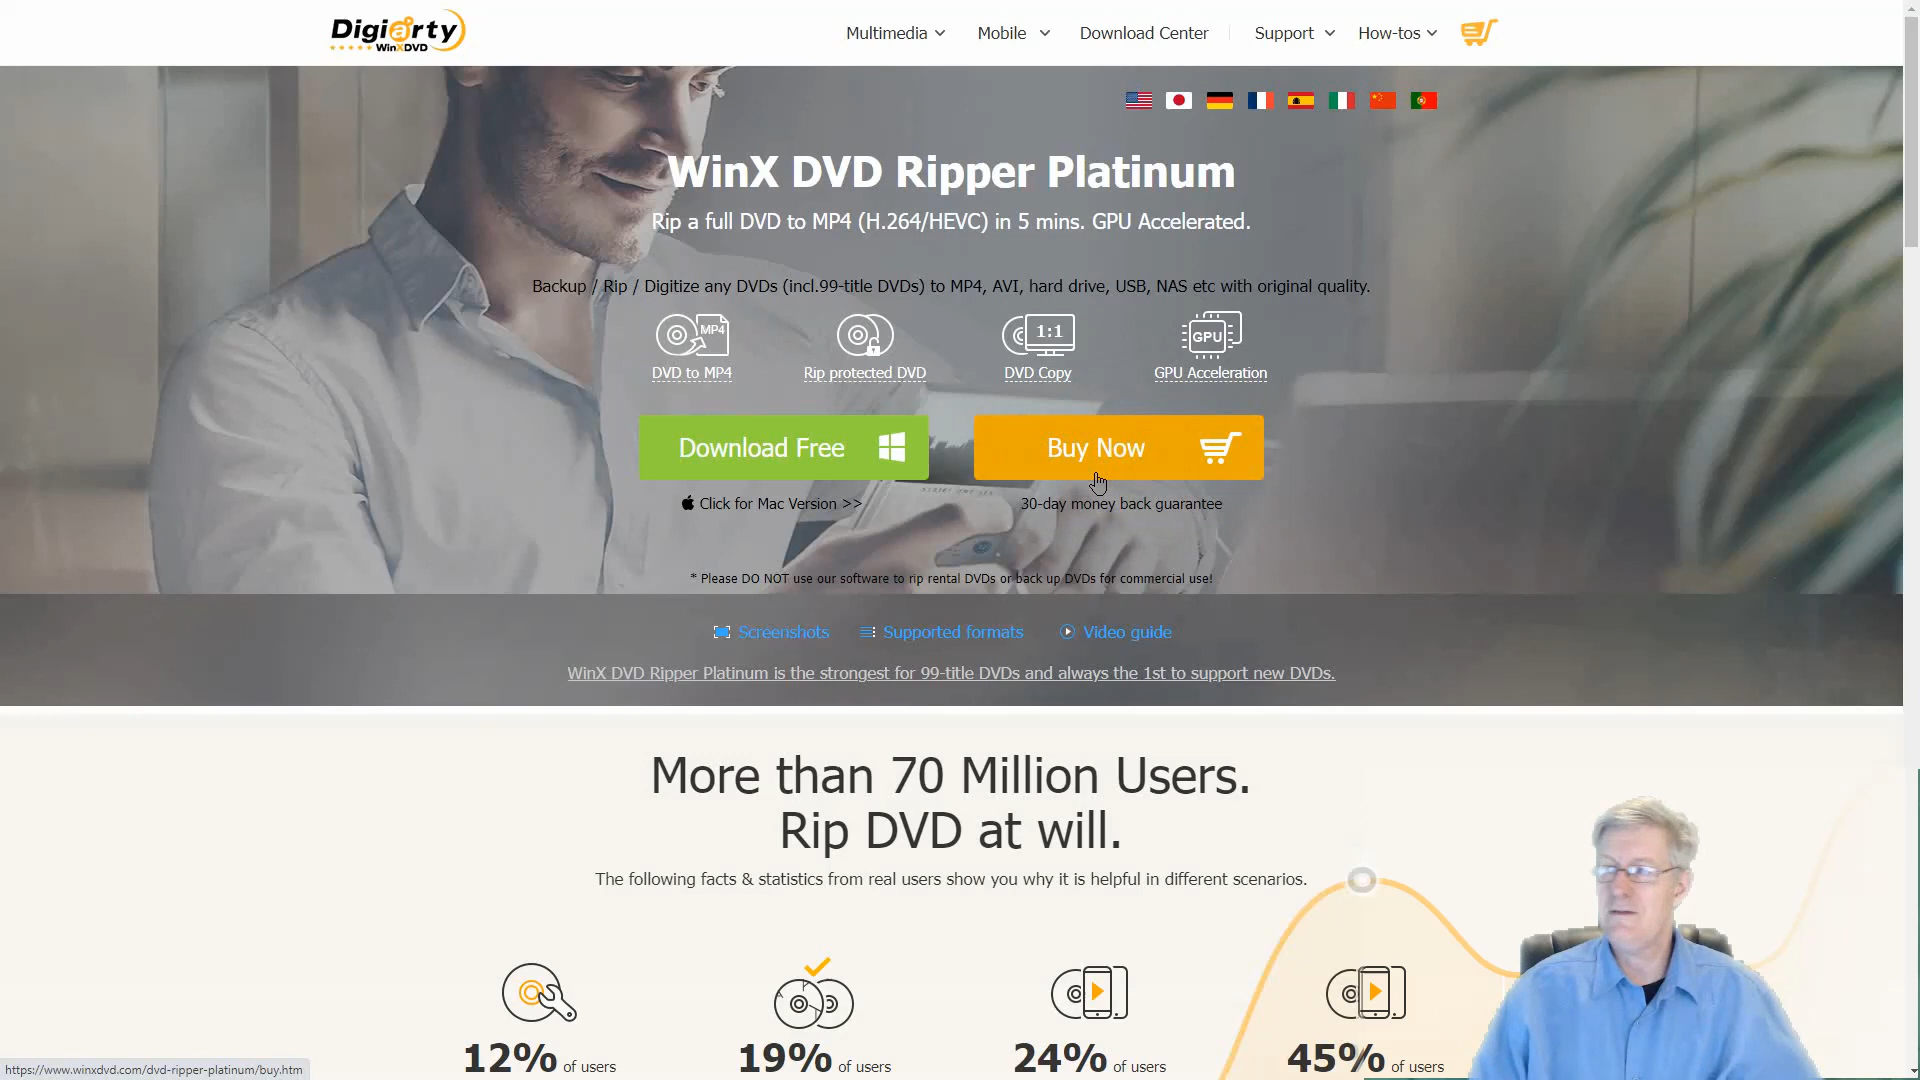 Digiarty
WinXDVD
Multimedia
Mobile
Download Center
Support
How-tos
WinX DVD Ripper Platinum
Rip a full DVD to MP4 (H.264/HEVC) in 5 mins. GPU Accelerated.
Backup / Rip / Digitize any DVDs (incl.99-title DVDs) to MP4, AVI, hard drive, USB, NAS etc with original quality.
MP4
1:1
GPU
DVD to MP4
Rip protected DVD
DVD Copy
GPU Acceleration
Download Free
Buy Now
Click for Mac Version >>
30-day money back guarantee
* Please DO NOT use our software to rip rental DVDs or back up DVDs for commercial use!
Screenshots
Supported formats
Video guide
WinX DVD Ripper Platinum is the strongest for 99-title DVDs and always the 1st to support new DVDs.
More than 70 Million Users.
Rip DVD at will.
The following facts & statistics from real users show you why it is helpful in different scenarios.
12% of users
19% of users
24% of users
45% of users
https://www.winxdvd.com/dvd-ripper-platinum/buy.htm